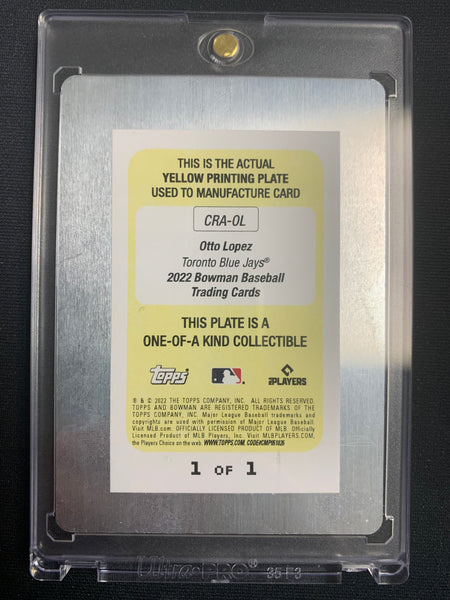 THIS IS THE ACTUAL
YELLOW PRINTING PLATE
USED TO MANUFACTURE CARD
CRA-OL
Otto Lopez
Toronto Blue Jays®
2022 Bowman Baseball
Trading Cards
THIS PLATE IS A
ONE-OF-A KIND COLLECTIBLE
Topps
PLAYERS
® & © 2022 THE TOPPS COMPANY, INC. ALL RIGHTS RESERVED.
TOPPS AND BOWMAN ARE REGISTERED TRADEMARKS OF THE
TOPPS COMPANY, INC. Major League Baseball trademarks and
copyrights are used with permission of Major League Baseball.
Visit MLB.com. OFFICIALLY LICENSED PRODUCT OF MLB. Officially
Licensed Product of MLB Players, Inc. Visit MLBPLAYERS.COM,
the Players Choice on the web. WWW.TOPPS.COM.
1 OF 1
Ultra·PRO®